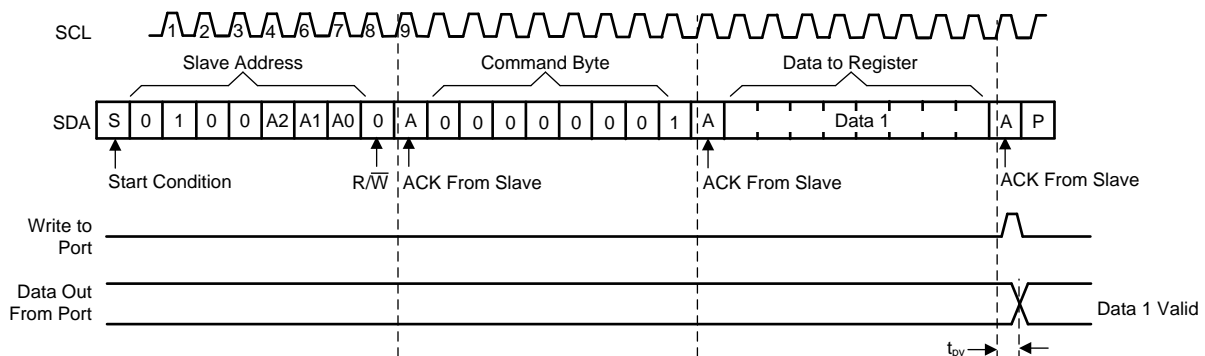 SCL 1 2 3 4 6 7 8 9
Slave Address Command Byte Data to Register
SDA S 0 1 0 0 A2 A1 A0 0 A 0 0 0 0 0 0 0 1 A Data 1 A P
Start Condition R/W̅ ACK From Slave ACK From Slave ACK From Slave
Write to
Port
Data Out
From Port
Data 1 Valid
tpv